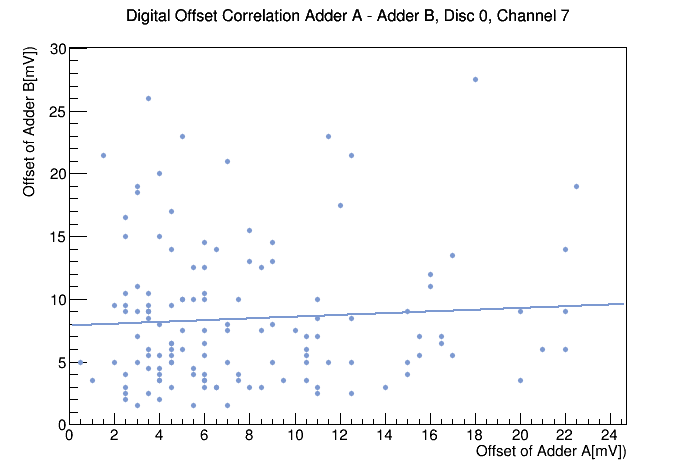 Digital Offset Correlation Adder A - Adder B, Disc 0, Channel 7
Offset of Adder B[mV])
30
25
20
15
10
5
0
0 2 4 6 8 10 12 14 16 18 20 22 24
Offset of Adder A[mV])